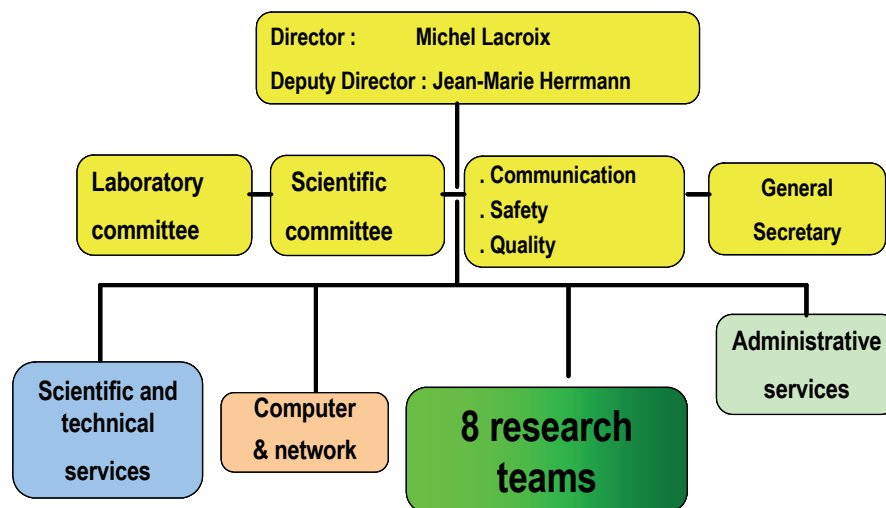 Director : Michel Lacroix
Deputy Director : Jean-Marie Herrmann
Laboratory
committee
Scientific
committee
. Communication
. Safety
. Quality
General
Secretary
Scientific and
technical
services
Computer
& network
8 research
teams
Administrative
services